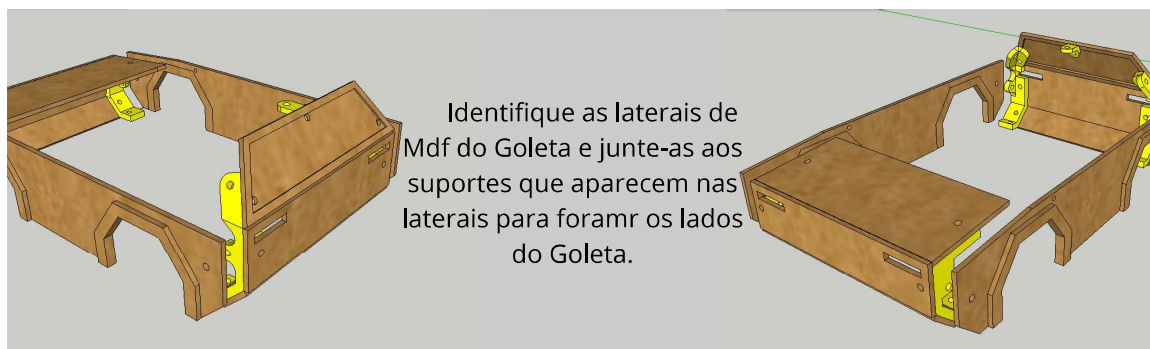 Identifique as laterais de
Mdf do Goleta e junte-as aos
suportes que aparecem nas
laterais para foramr os lados
do Goleta.